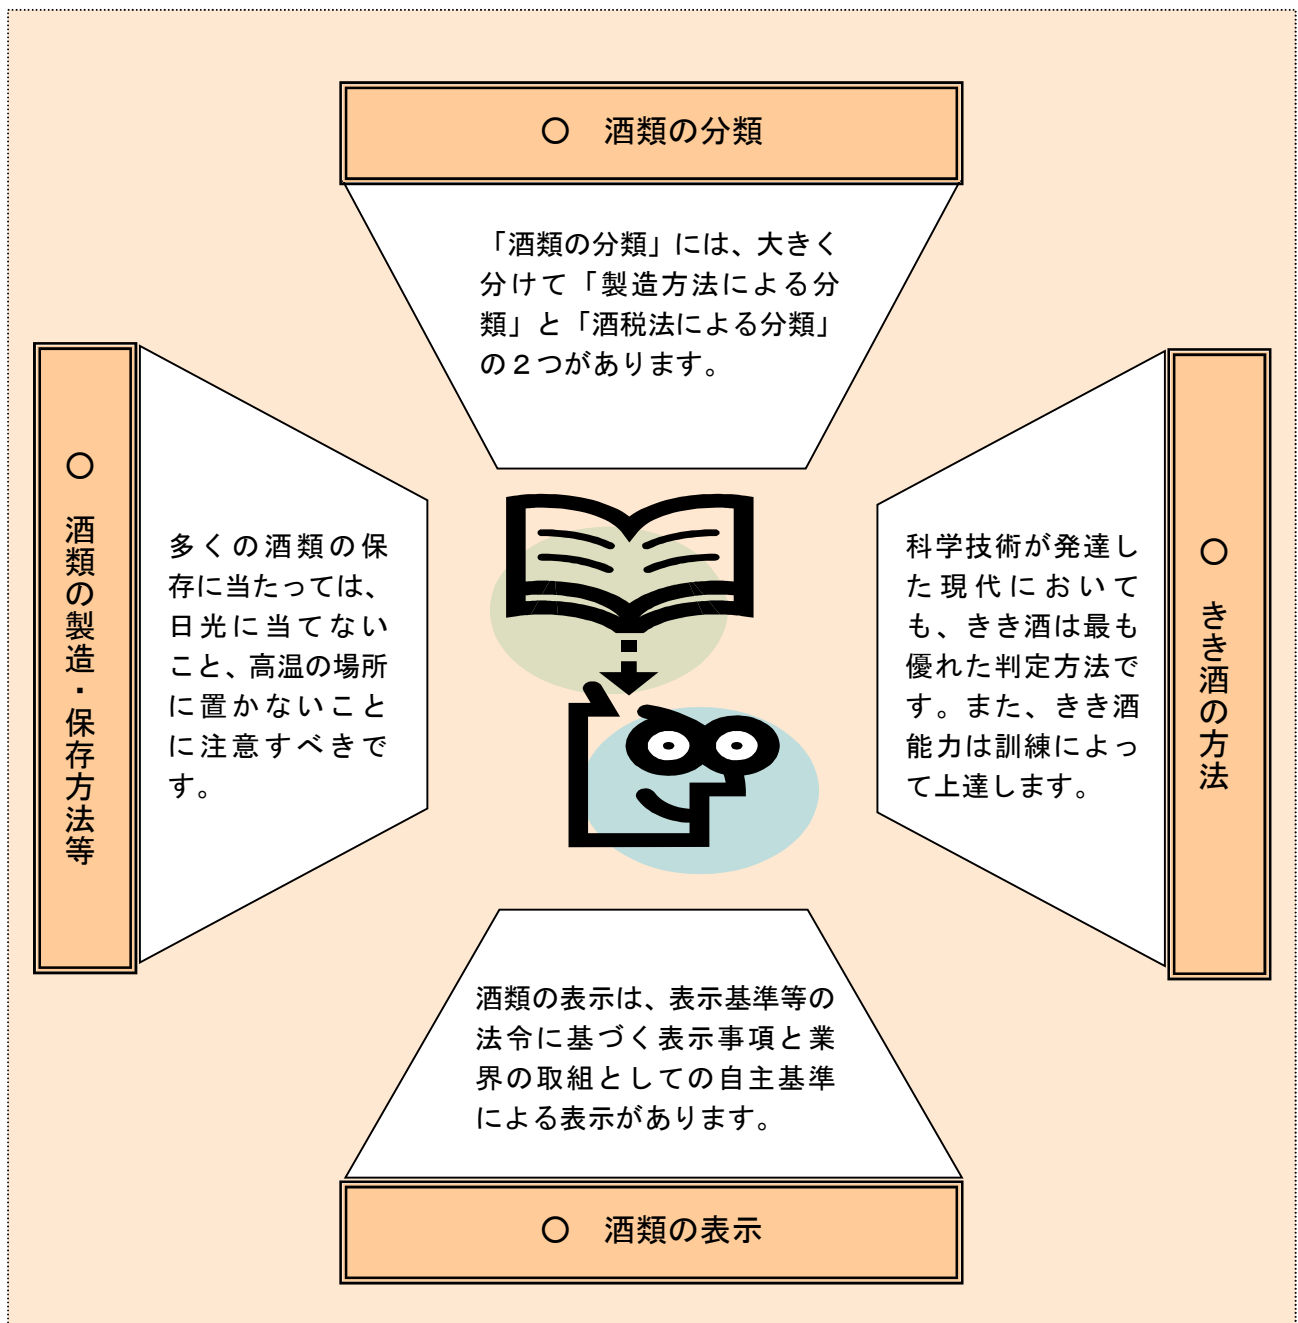 ○　酒類の分類
「酒類の分類」には、大きく
分けて「製造方法による分
類」と「酒税法による分類」
の２つがあります。
○　酒類の製造・保存方法等
多くの酒類の保
存に当たっては、
日光に当てない
こと、高温の場所
に置かないこと
に注意すべきで
す。
○　きき酒の方法
科学技術が発達し
た現代において
も、きき酒は最も
優れた判定方法で
す。また、きき酒
能力は訓練によっ
て上達します。
酒類の表示は、表示基準等の
法令に基づく表示事項と業
界の取組としての自主基準
による表示があります。
○　酒類の表示